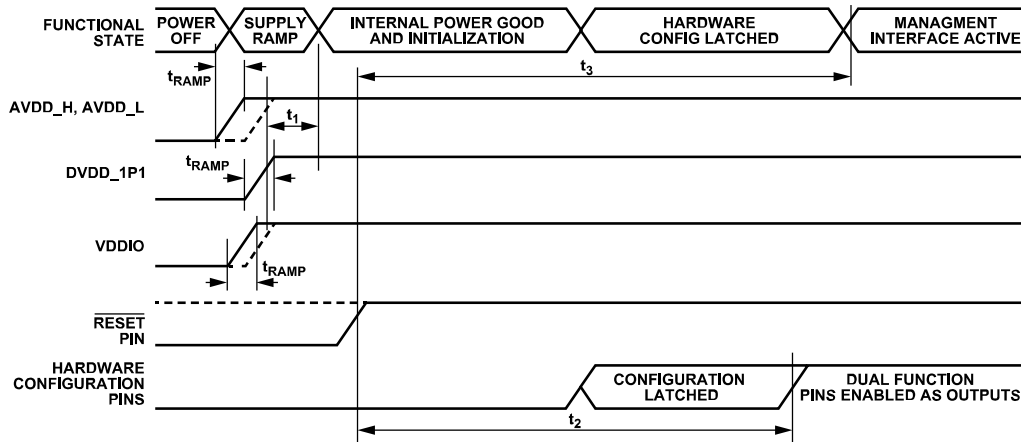 FUNCTIONAL
STATE
POWER
OFF
SUPPLY
RAMP
INTERNAL POWER GOOD
AND INITIALIZATION
HARDWARE
CONFIG LATCHED
MANAGMENT
INTERFACE ACTIVE
tRAMP
t3
AVDD_H, AVDD_L
t1
tRAMP
DVDD_1P1
VDDIO
tRAMP
RESET
PIN
HARDWARE
CONFIGURATION
PINS
CONFIGURATION
LATCHED
DUAL FUNCTION
PINS ENABLED AS OUTPUTS
t2